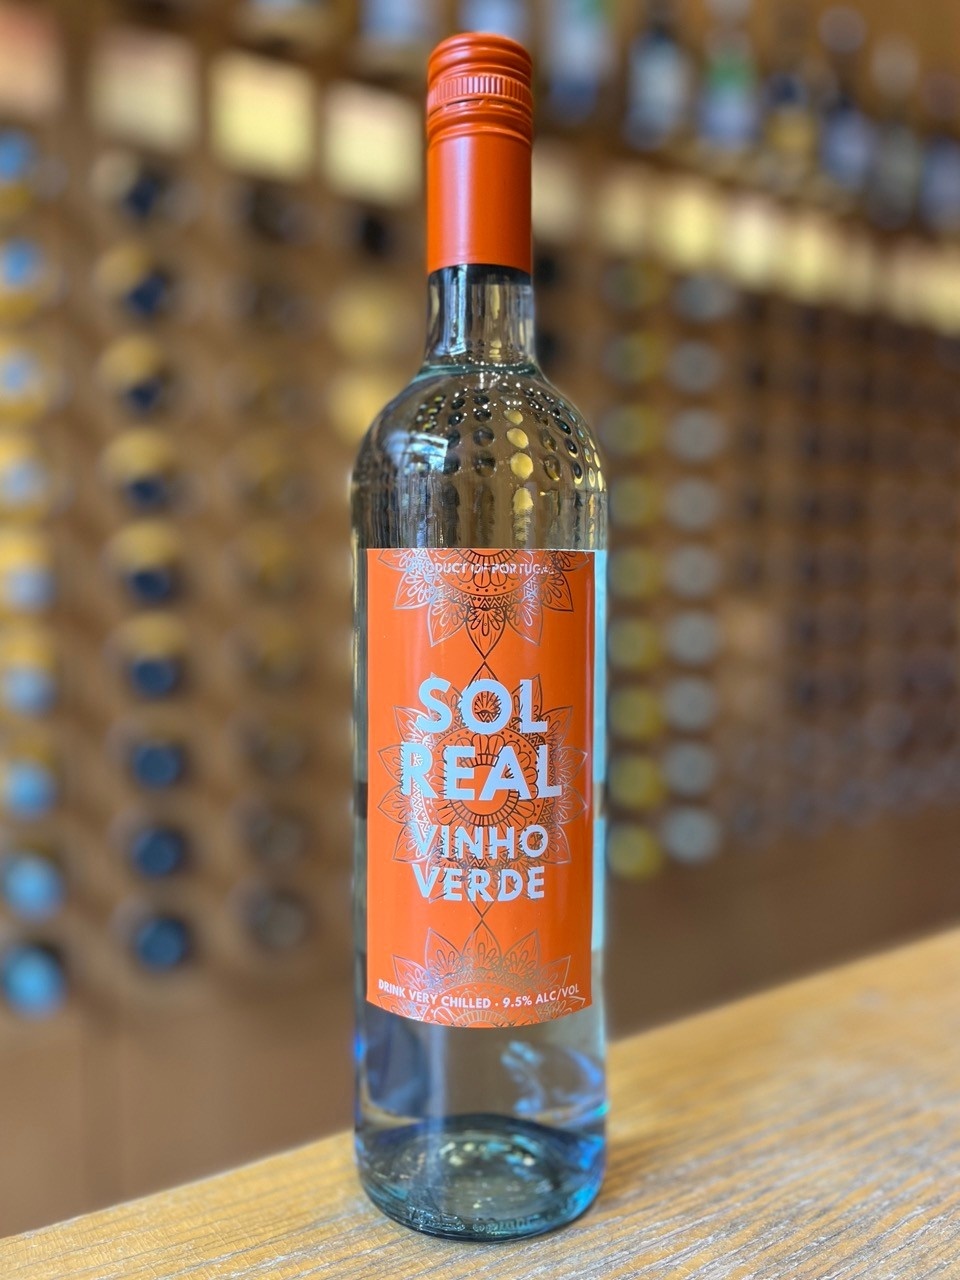 PRODUCT OF PORTUGAL
SOL
REAL
VINHO
VERDE
DRINK VERY CHILLED • 9.5% ALC/VOL